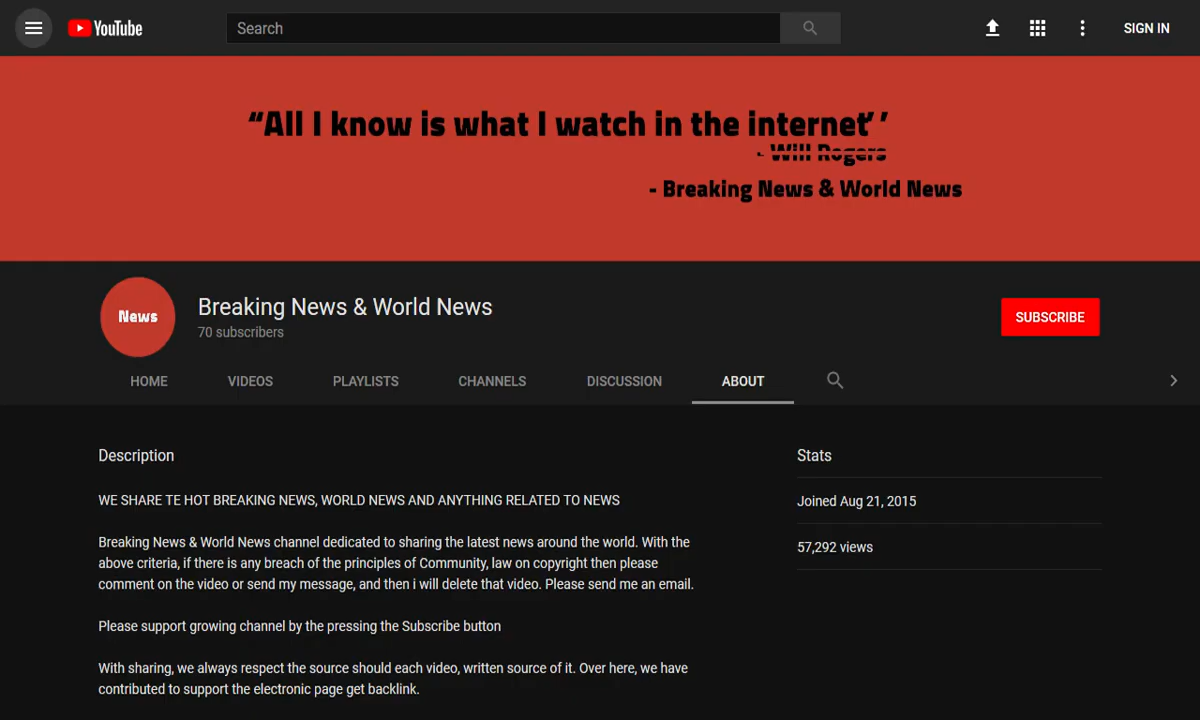 YouTube
Search
SIGN IN
“All I know is what I watch in the internet’’
- Will Rogers
- Breaking News & World News
News
Breaking News & World News
70 subscribers
SUBSCRIBE
HOME VIDEOS PLAYLISTS CHANNELS DISCUSSION ABOUT
Description
WE SHARE TE HOT BREAKING NEWS, WORLD NEWS AND ANYTHING RELATED TO NEWS
Breaking News & World News channel dedicated to sharing the latest news around the world. With the
above criteria, if there is any breach of the principles of Community, law on copyright then please
comment on the video or send my message, and then i will delete that video. Please send me an email.
Please support growing channel by the pressing the Subscribe button
With sharing, we always respect the source should each video, written source of it. Over here, we have
contributed to support the electronic page get backlink.
Stats
Joined Aug 21, 2015
57,292 views